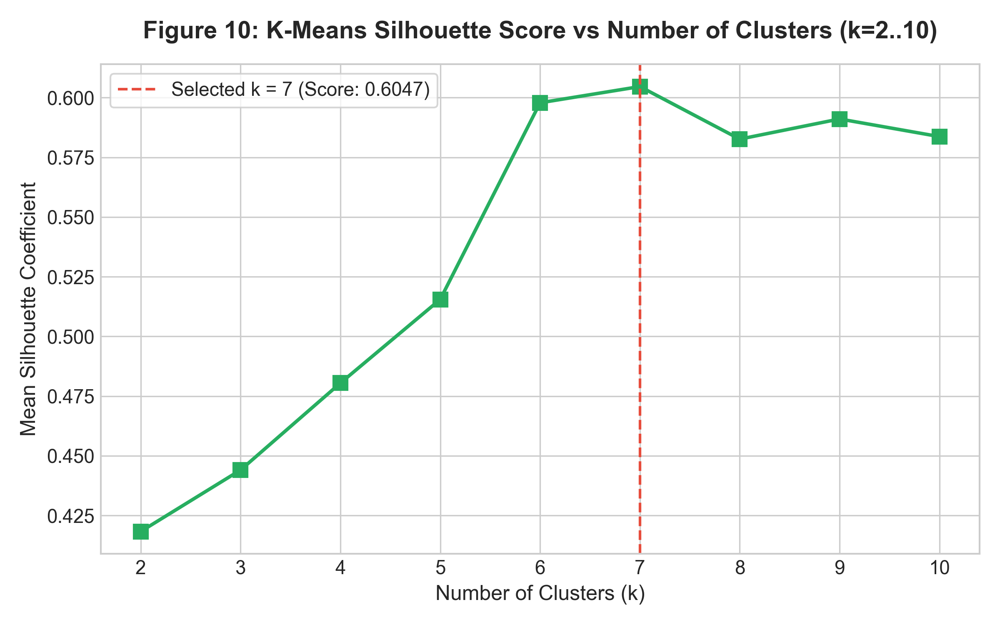 Figure 10: K-Means Silhouette Score vs Number of Clusters (k=2..10)
Selected k = 7 (Score: 0.6047)
Mean Silhouette Coefficient
0.600
0.575
0.550
0.525
0.500
0.475
0.450
0.425
2 3 4 5 6 7 8 9 10
Number of Clusters (k)